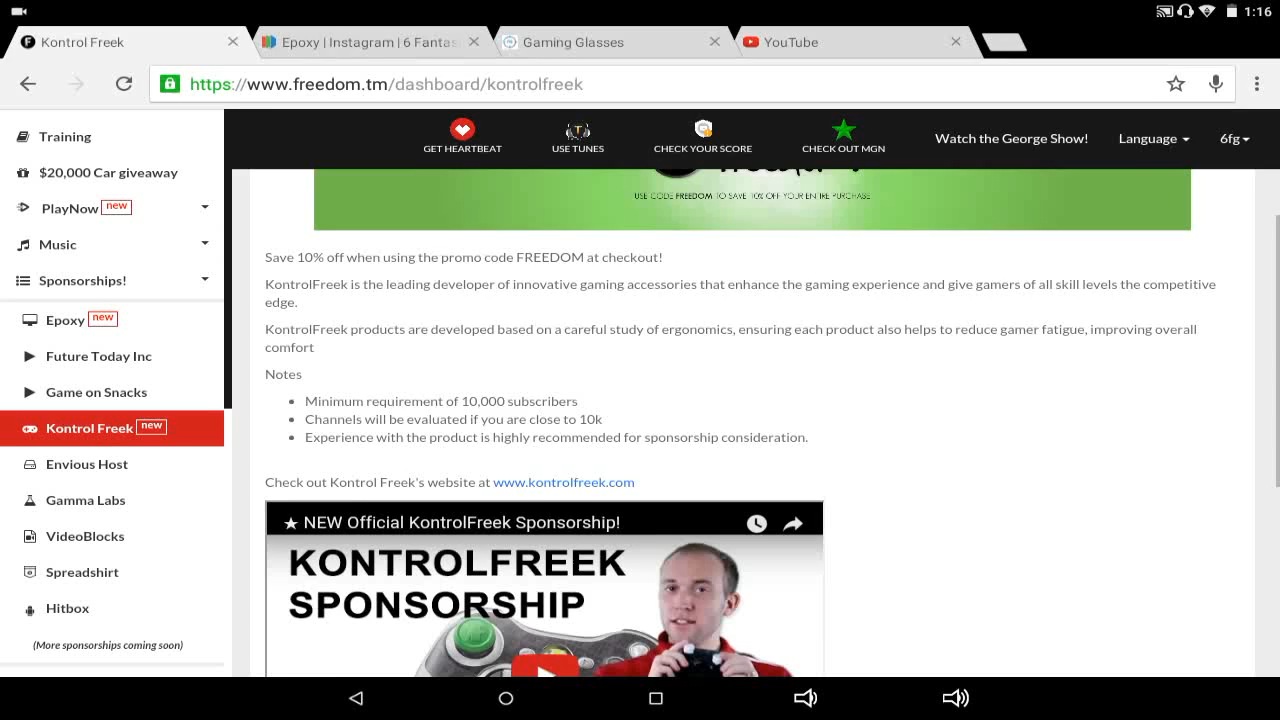 1:16
Kontrol Freek
Epoxy | Instagram | 6 Fantas
Gaming Glasses
YouTube
https://www.freedom.tm/dashboard/kontrolfreek
Training
$20,000 Car giveaway
PlayNow new
Music
Sponsorships!
Epoxy new
Future Today Inc
Game on Snacks
Kontrol Freek new
Envious Host
Gamma Labs
VideoBlocks
Spreadshirt
Hitbox
(More sponsorships coming soon)
GET HEARTBEAT
USE TUNES
CHECK YOUR SCORE
CHECK OUT MGN
Watch the George Show!
Language
6fg
USE CODE FREEDOM TO SAVE 10% OFF YOUR ENTIRE PURCHASE
Save 10% off when using the promo code FREEDOM at checkout!
KontrolFreek is the leading developer of innovative gaming accessories that enhance the gaming experience and give gamers of all skill levels the competitive
edge.
KontrolFreek products are developed based on a careful study of ergonomics, ensuring each product also helps to reduce gamer fatigue, improving overall
comfort
Notes
• Minimum requirement of 10,000 subscribers
• Channels will be evaluated if you are close to 10k
• Experience with the product is highly recommended for sponsorship consideration.
Check out Kontrol Freek's website at www.kontrolfreek.com
★ NEW Official KontrolFreek Sponsorship!
KONTROLFREEK
SPONSORSHIP